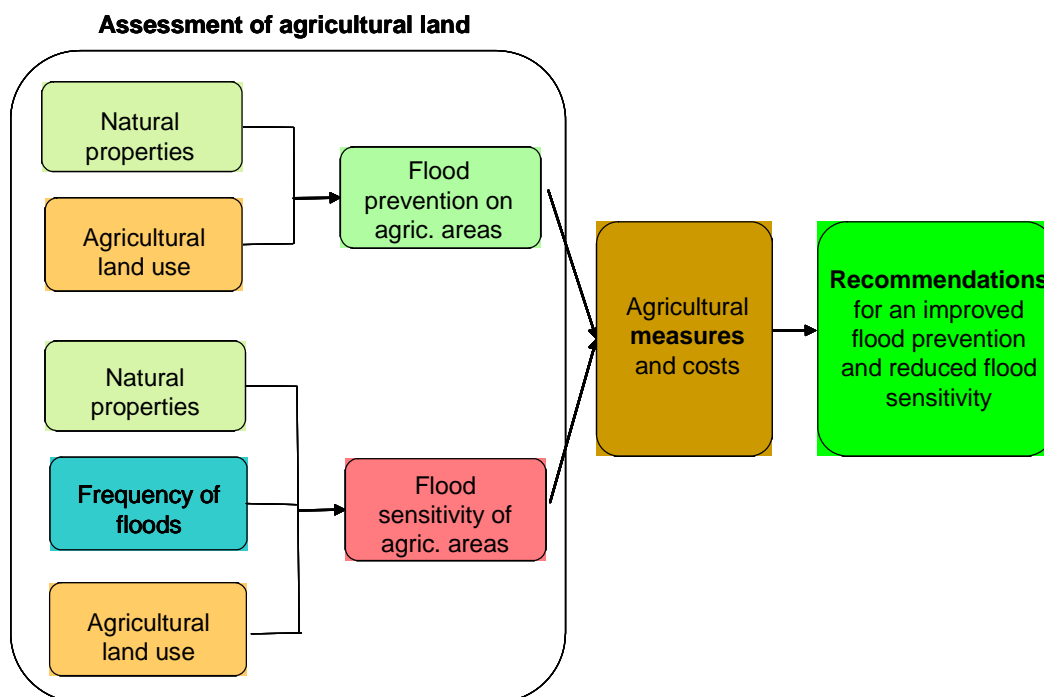 Assessment of agricultural land
Natural
properties
Agricultural
land use
Flood
prevention on
agric. areas
Natural
properties
Frequency of
floods
Agricultural
land use
Flood
sensitivity of
agric. areas
Agricultural
measures
and costs
Recommendations
for an improved
flood prevention
and reduced flood
sensitivity